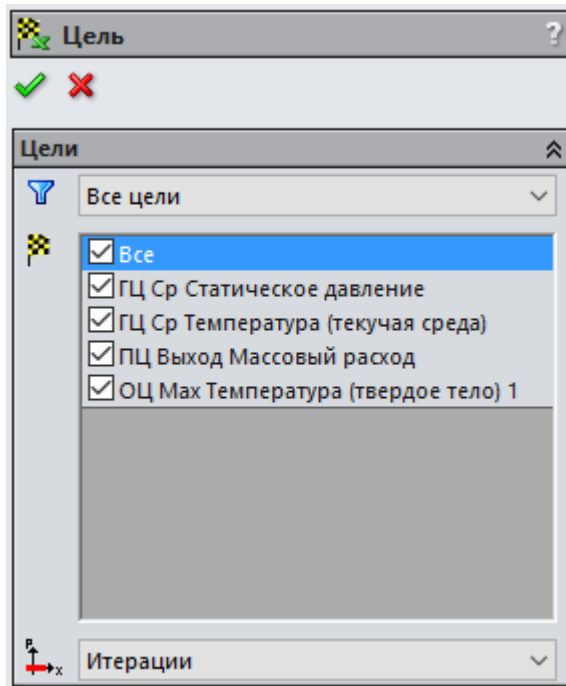 Цель ?
Цели
Все цели
Все
ГЦ Ср Статическое давление
ГЦ Ср Температура (текучая среда)
ПЦ Выход Массовый расход
ОЦ Мах Температура (твердое тело) 1
P
x
Итерации